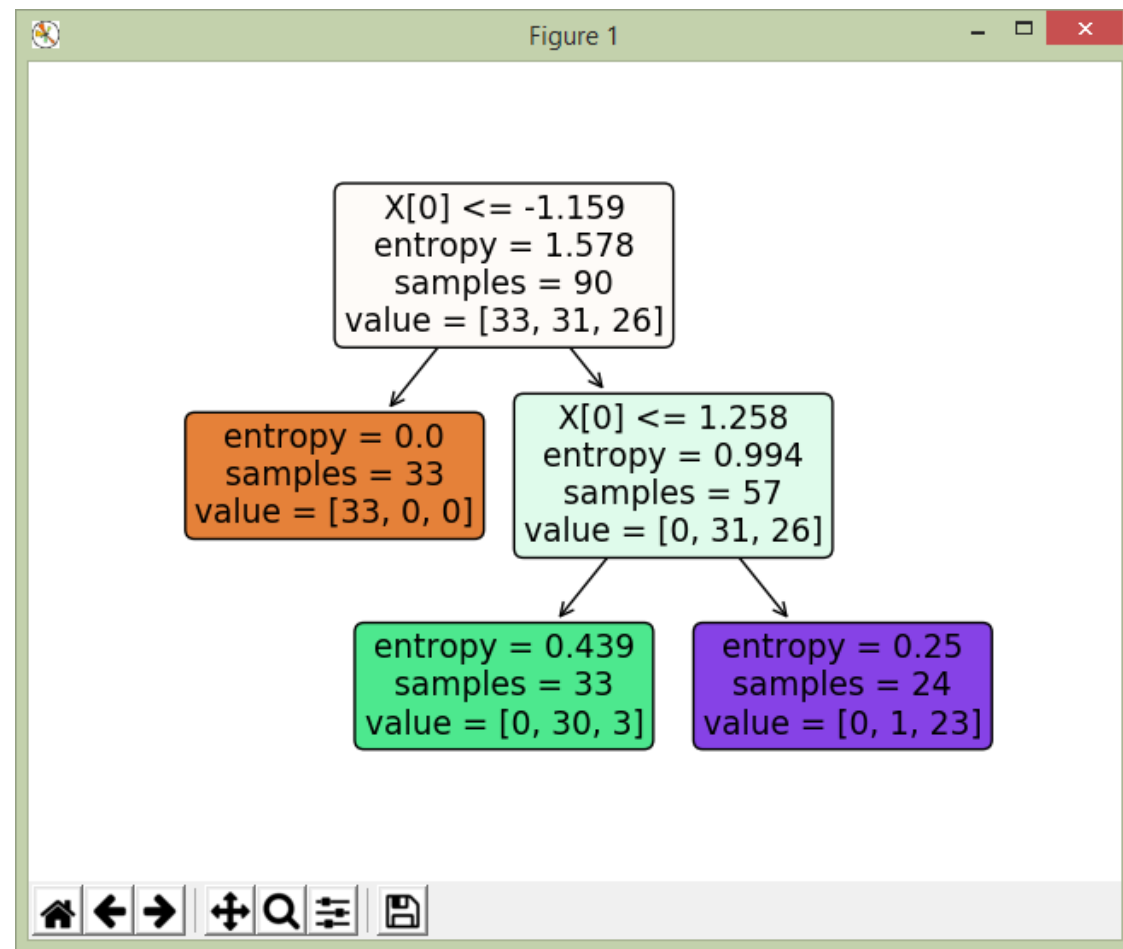 Figure 1
X[0] <= -1.159
entropy = 1.578
samples = 90
value = [33, 31, 26]
entropy = 0.0
samples = 33
value = [33, 0, 0]
X[0] <= 1.258
entropy = 0.994
samples = 57
value = [0, 31, 26]
entropy = 0.439
samples = 33
value = [0, 30, 3]
entropy = 0.25
samples = 24
value = [0, 1, 23]